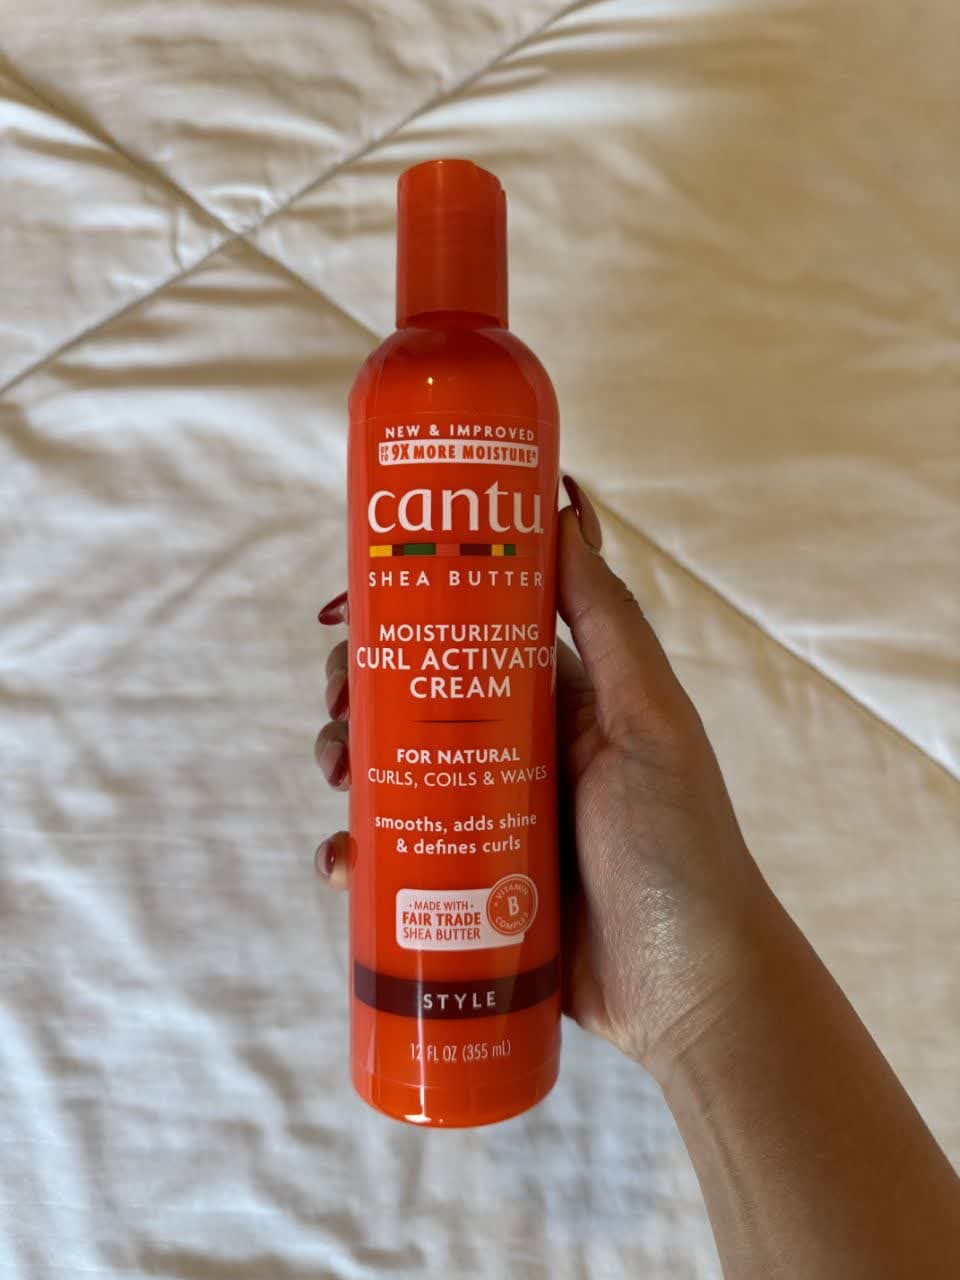 NEW & IMPROVED
UP TO 9X MORE MOISTURE*
cantu
SHEA BUTTER
MOISTURIZING
CURL ACTIVATOR
CREAM
FOR NATURAL
CURLS, COILS & WAVES
smooths, adds shine
& defines curls
• MADE WITH •
FAIR TRADE
SHEA BUTTER
• VITAMIN •
B
COMPLEX
STYLE
12 FL OZ (355 mL)